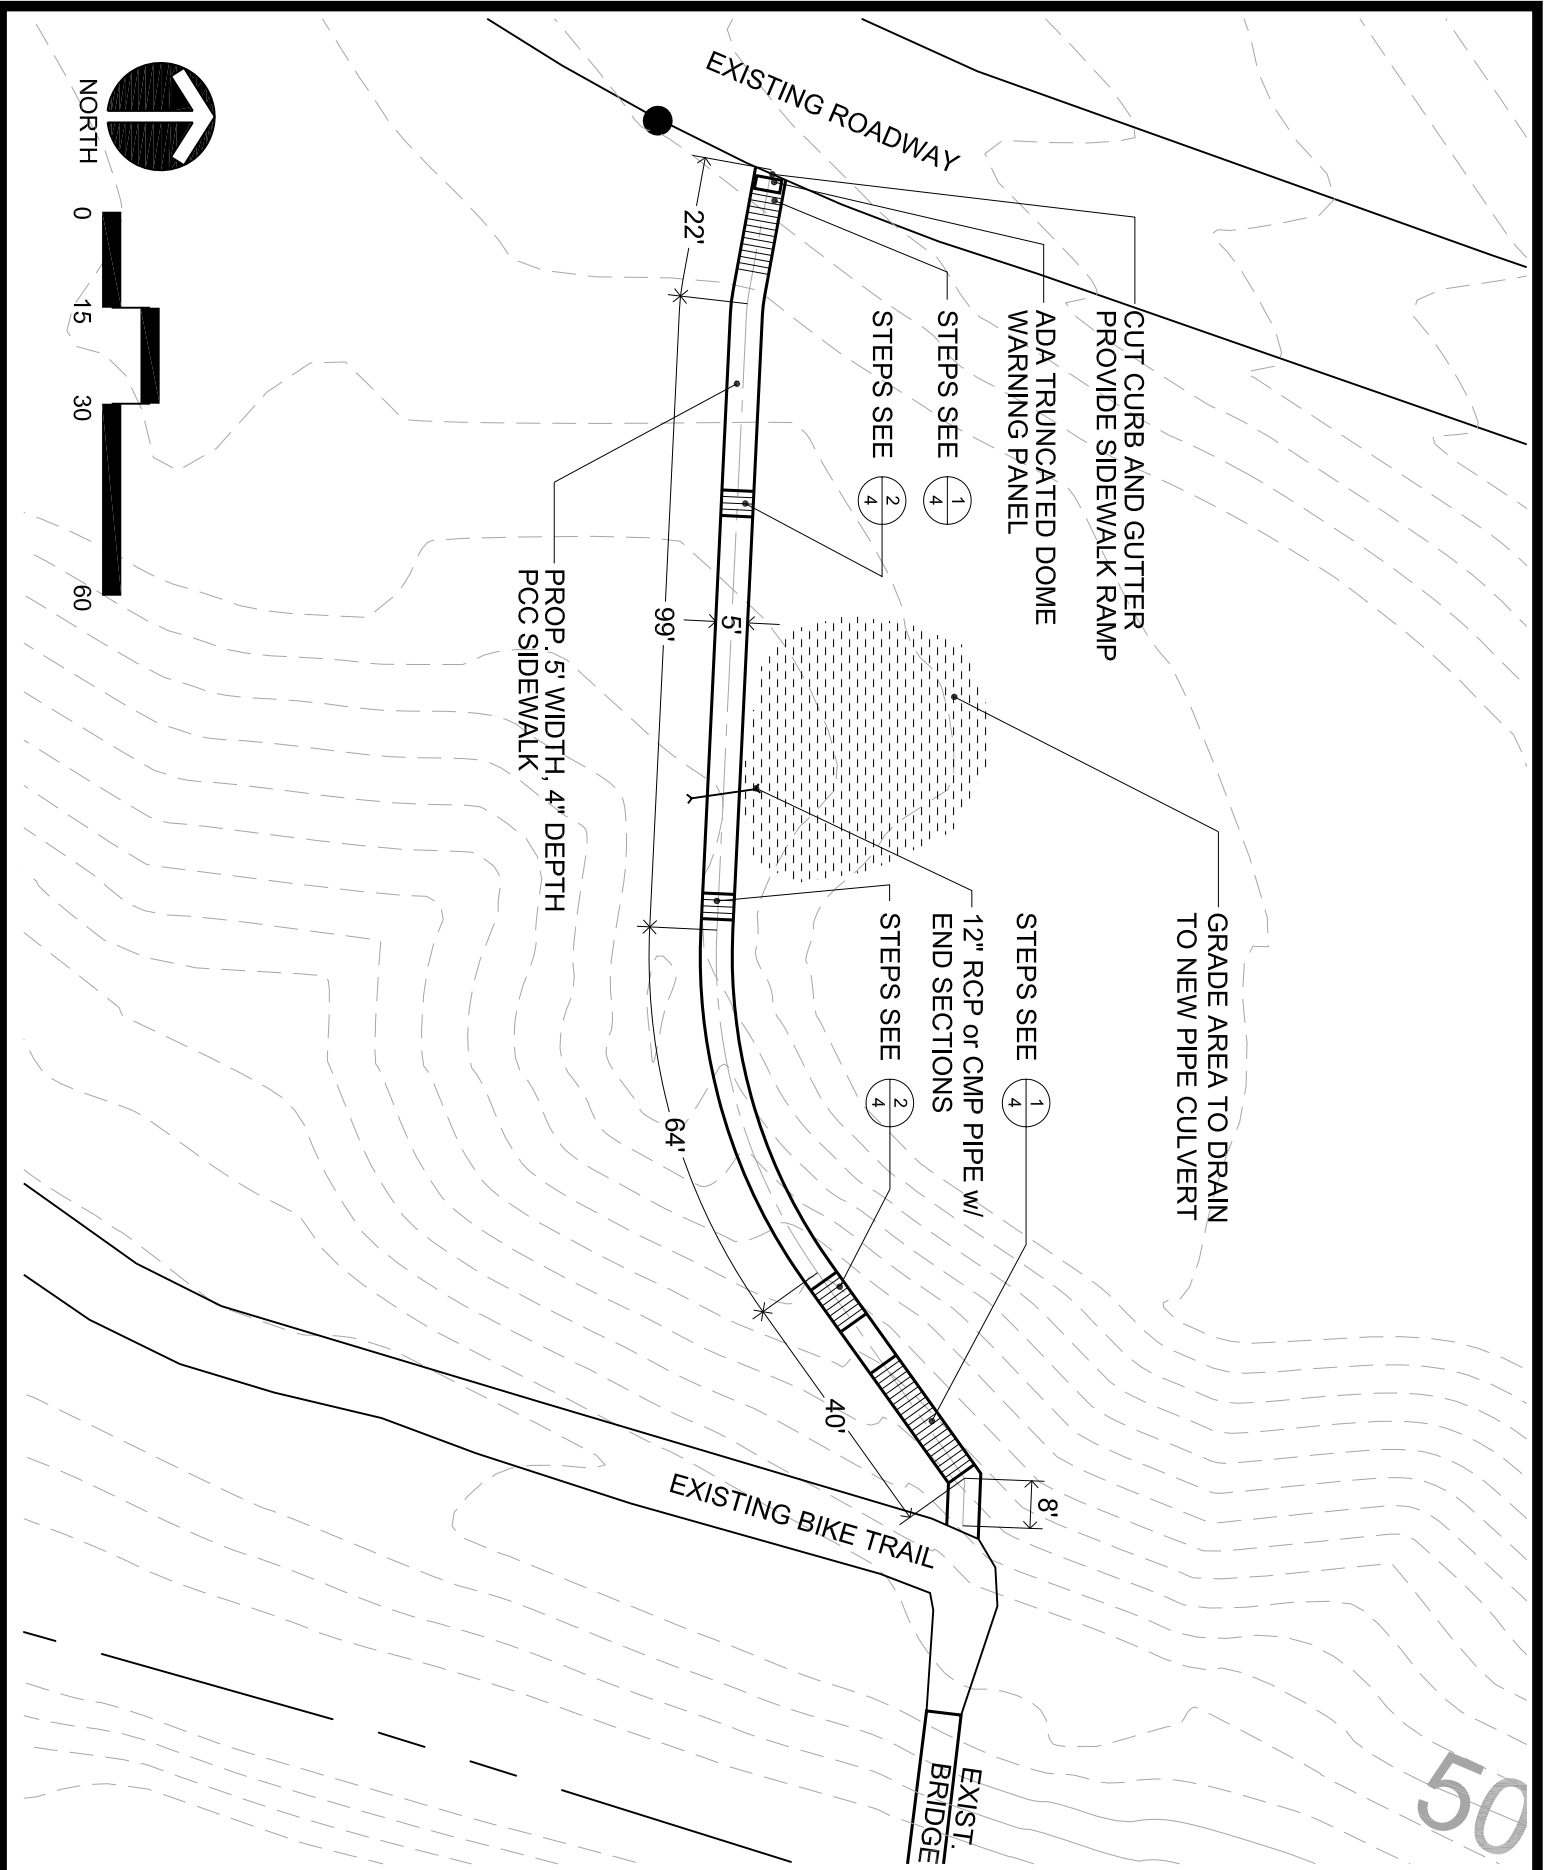 EXISTING ROADWAY
NORTH
0 15 30 60
22'
99'
5'
64'
40'
8'
CUT CURB AND GUTTER
PROVIDE SIDEWALK RAMP
ADA TRUNCATED DOME
WARNING PANEL
STEPS SEE 1
4
STEPS SEE 2
4
PROP. 5' WIDTH, 4" DEPTH
PCC SIDEWALK
GRADE AREA TO DRAIN
TO NEW PIPE CULVERT
STEPS SEE 1
4
12" RCP or CMP PIPE w/
END SECTIONS
STEPS SEE 2
4
EXISTING BIKE TRAIL
EXIST.
BRIDGE
50